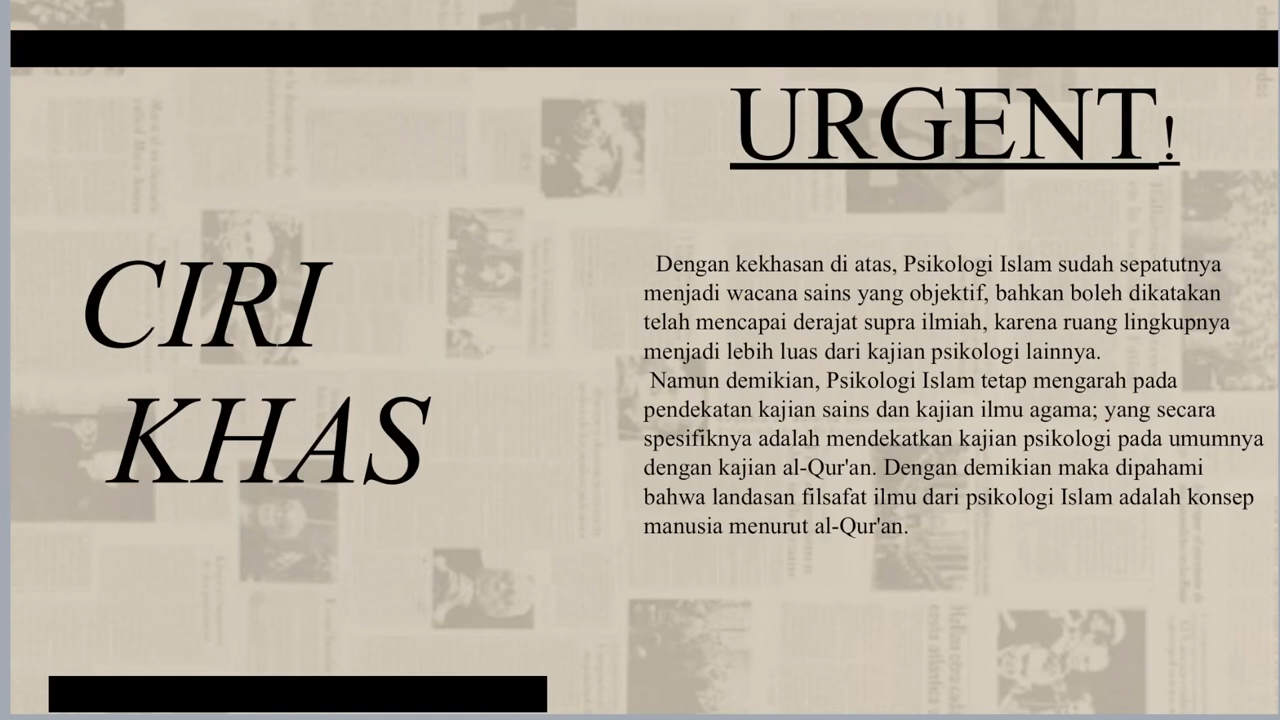 URGENT!
CIRI
KHAS
Dengan kekhasan di atas, Psikologi Islam sudah sepatutnya
menjadi wacana sains yang objektif, bahkan boleh dikatakan
telah mencapai derajat supra ilmiah, karena ruang lingkupnya
menjadi lebih luas dari kajian psikologi lainnya.
Namun demikian, Psikologi Islam tetap mengarah pada
pendekatan kajian sains dan kajian ilmu agama; yang secara
spesifiknya adalah mendekatkan kajian psikologi pada umumnya
dengan kajian al-Qur'an. Dengan demikian maka dipahami
bahwa landasan filsafat ilmu dari psikologi Islam adalah konsep
manusia menurut al-Qur'an.